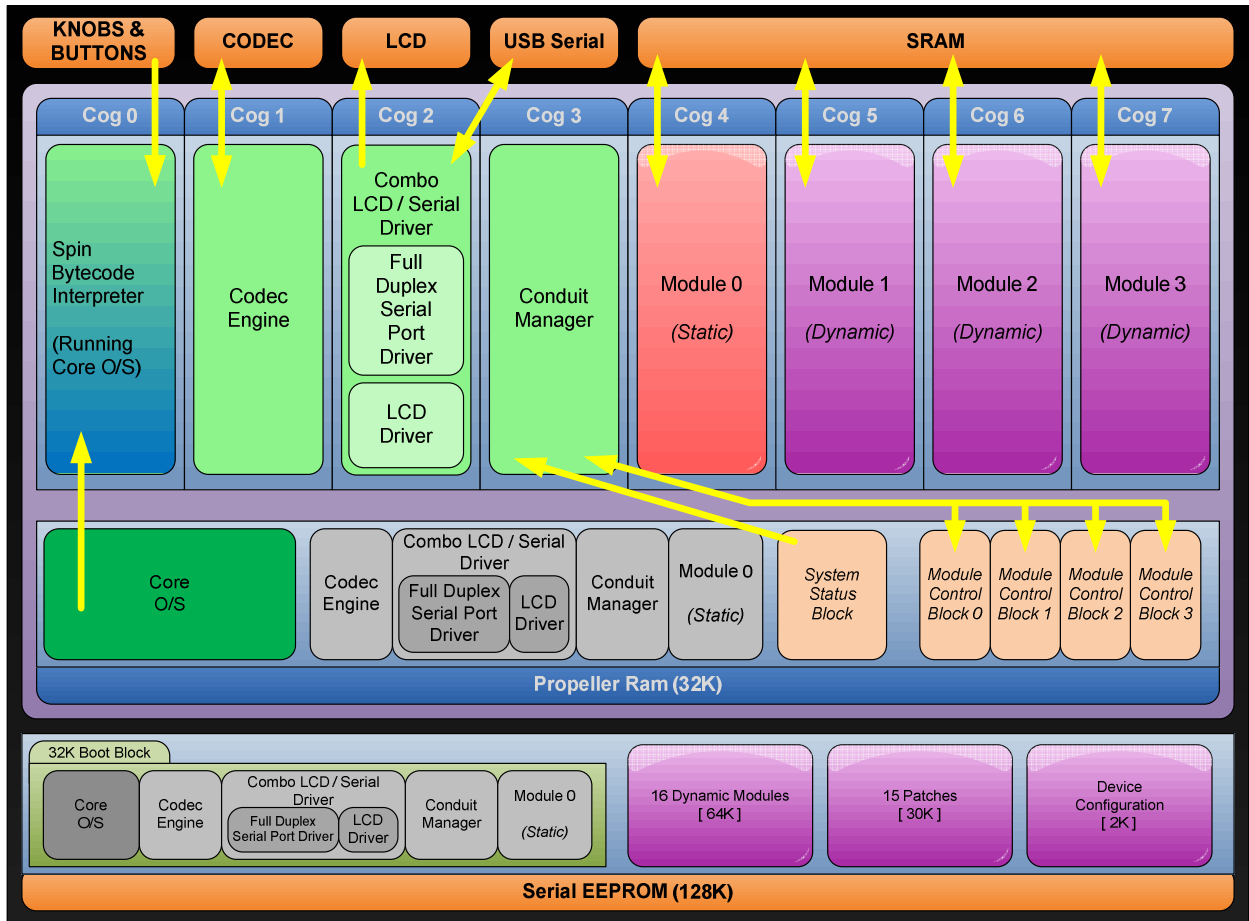 KNOBS &
BUTTONS
CODEC
LCD
USB Serial
SRAM
Cog 0
Cog 1
Cog 2
Cog 3
Cog 4
Cog 5
Cog 6
Cog 7
Spin
Bytecode
Interpreter
(Running
Core O/S)
Codec
Engine
Combo
LCD / Serial
Driver
Full
Duplex
Serial
Port
Driver
LCD
Driver
Conduit
Manager
Module 0
(Static)
Module 1
(Dynamic)
Module 2
(Dynamic)
Module 3
(Dynamic)
Core
O/S
Codec
Engine
Combo LCD / Serial
Driver
Full Duplex
Serial Port
Driver
LCD
Driver
Conduit
Manager
Module 0
(Static)
System
Status
Block
Module
Control
Block 0
Module
Control
Block 1
Module
Control
Block 2
Module
Control
Block 3
Propeller Ram (32K)
32K Boot Block
Core
O/S
Codec
Engine
Combo LCD / Serial
Driver
Full Duplex
Serial Port Driver
LCD
Driver
Conduit
Manager
Module 0
(Static)
16 Dynamic Modules
[ 64K ]
15 Patches
[ 30K ]
Device
Configuration
[ 2K ]
Serial EEPROM (128K)